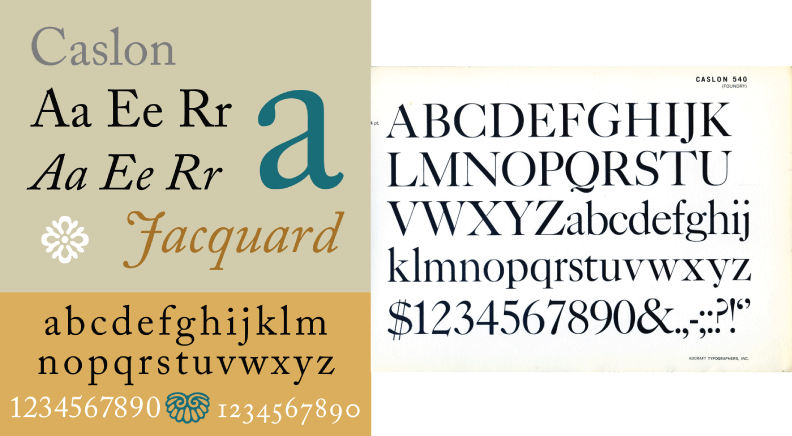 Caslon
Aa Ee Rr
a
Aa Ee Rr
Jacquard
abcdefghijklm
nopqrstuvwxyz
1234567890 1234567890
CASLON 540
(FOUNDRY)
ABCDEFGHIJK
LMNOPQRSTU
VWXYZabcdefghij
klmnopqrstuvwxyz
$1234567890&.,-;:?!“”
ADCRAFT TYPOGRAPHERS, INC.